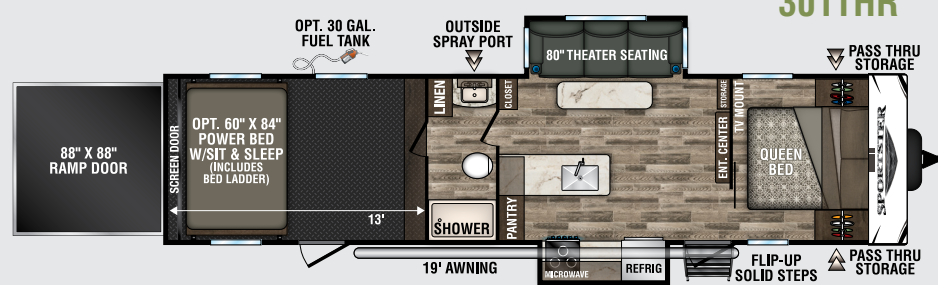 301THR
OPT. 30 GAL.
FUEL TANK
OUTSIDE
SPRAY PORT
80" THEATER SEATING
PASS THRU
STORAGE
LINEN
CLOSET
STORAGE
TV MOUNT
ENT. CENTER
SCREEN DOOR
OPT. 60" X 84"
POWER BED
W/SIT & SLEEP
(INCLUDES
BED LADDER)
88" X 88"
RAMP DOOR
QUEEN
BED
SPORTSTER
13'
SHOWER
PANTRY
19' AWNING
MICROWAVE
REFRIG
FLIP-UP
SOLID STEPS
PASS THRU
STORAGE